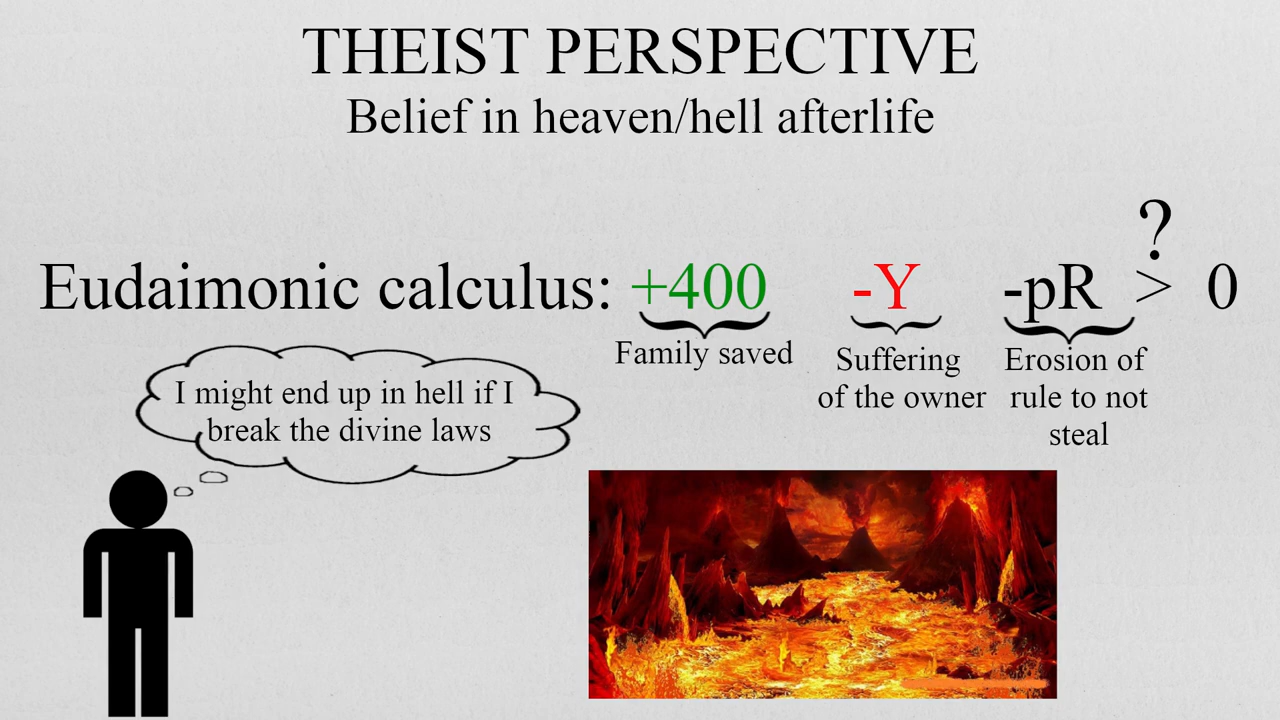 THEIST PERSPECTIVE
Belief in heaven/hell afterlife
?
Eudaimonic calculus: +400 -Y -pR > 0
Family saved
Suffering
of the owner
Erosion of
rule to not
steal
I might end up in hell if I
break the divine laws